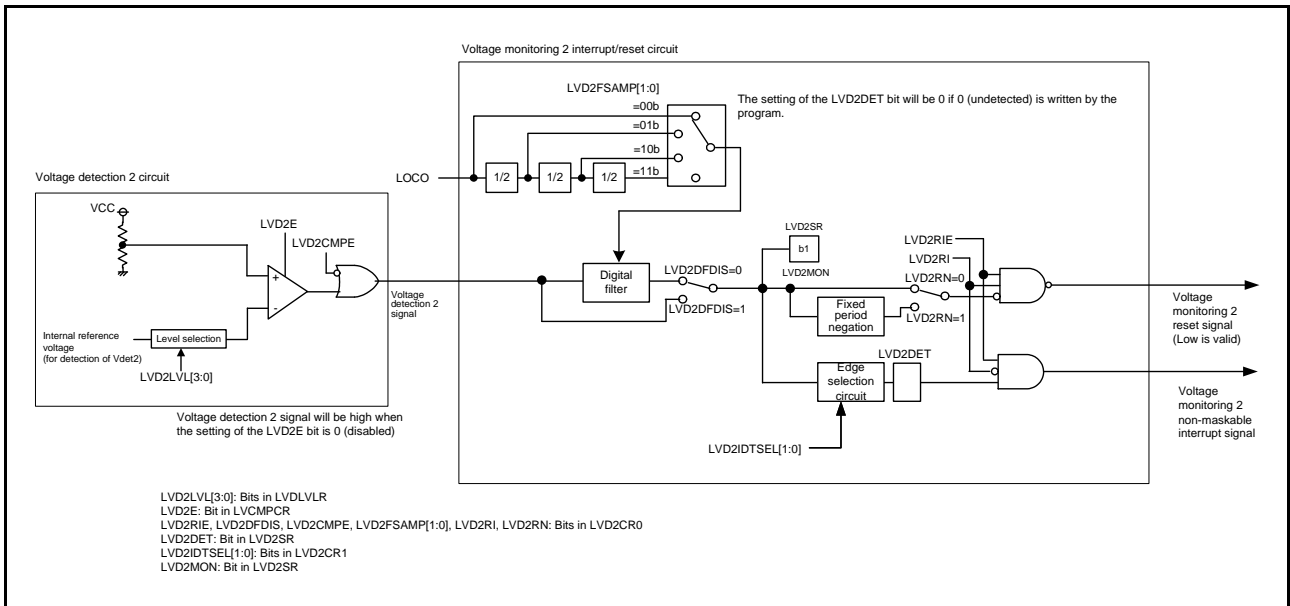 Voltage monitoring 2 interrupt/reset circuit
LVD2FSAMP[1:0]
=00b
=01b
=10b
=11b
The setting of the LVD2DET bit will be 0 if 0 (undetected) is written by the
program.
LOCO
1/2
1/2
1/2
Voltage detection 2 circuit
VCC
LVD2E
LVD2CMPE
+
-
Internal reference
voltage
(for detection of Vdet2)
Level selection
LVD2LVL[3:0]
Voltage
detection 2
signal
Voltage detection 2 signal will be high when
the setting of the LVD2E bit is 0 (disabled)
Digital
filter
LVD2DFDIS=0
LVD2DFDIS=1
LVD2SR
b1
LVD2MON
Fixed
period
negation
LVD2RIE
LVD2RI
LVD2RN=0
LVD2RN=1
LVD2DET
Edge
selection
circuit
LVD2IDTSEL[1:0]
Voltage
monitoring 2
reset signal
(Low is valid)
Voltage
monitoring 2
non-maskable
interrupt signal
LVD2LVL[3:0]: Bits in LVDLVLR
LVD2E: Bit in LVCMPCR
LVD2RIE, LVD2DFDIS, LVD2CMPE, LVD2FSAMP[1:0], LVD2RI, LVD2RN: Bits in LVD2CR0
LVD2DET: Bit in LVD2SR
LVD2IDTSEL[1:0]: Bits in LVD2CR1
LVD2MON: Bit in LVD2SR